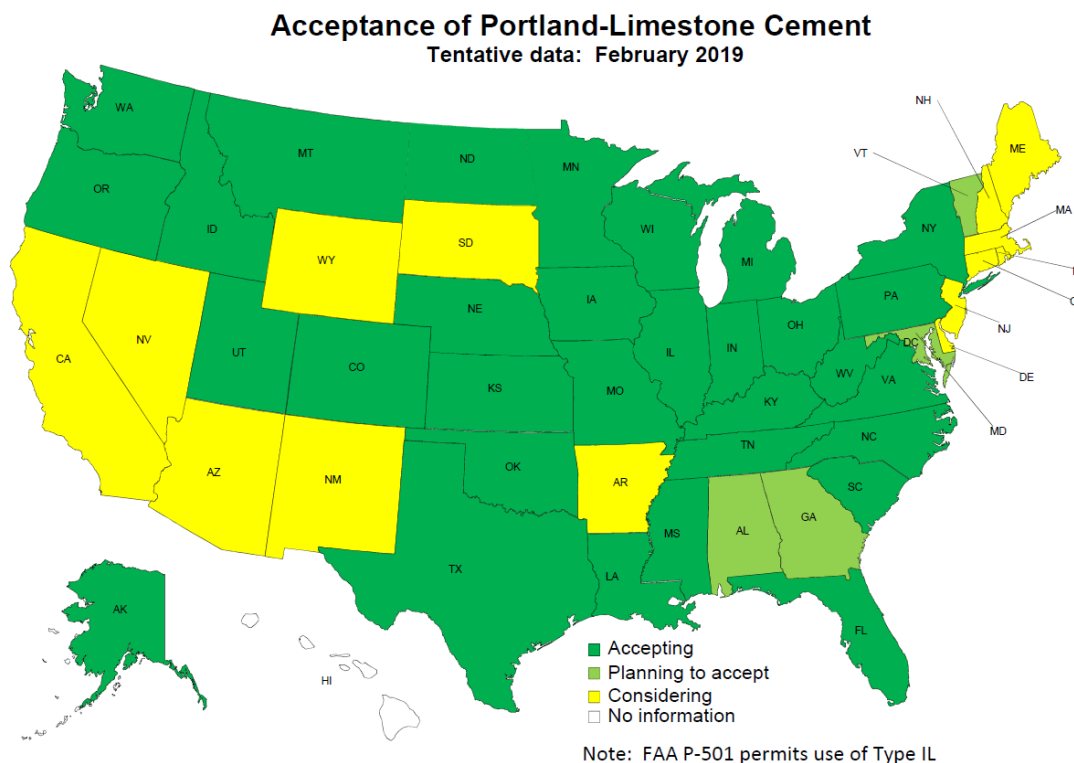 Acceptance of Portland-Limestone Cement
Tentative data: February 2019
NH
WA
ME
VT
MT
ND
MN
OR
MA
ID
WI
NY
SD
WY
MI
PA
IA
NE
NJ
OH
NV
DC
UT
IL
IN
CA
CO
WV
VA
DE
KS
MO
KY
MD
NC
TN
OK
AZ
NM
AR
SC
GA
MS
AL
TX
LA
AK
FL
HI
Accepting
Planning to accept
Considering
No information
Note: FAA P-501 permits use of Type IL